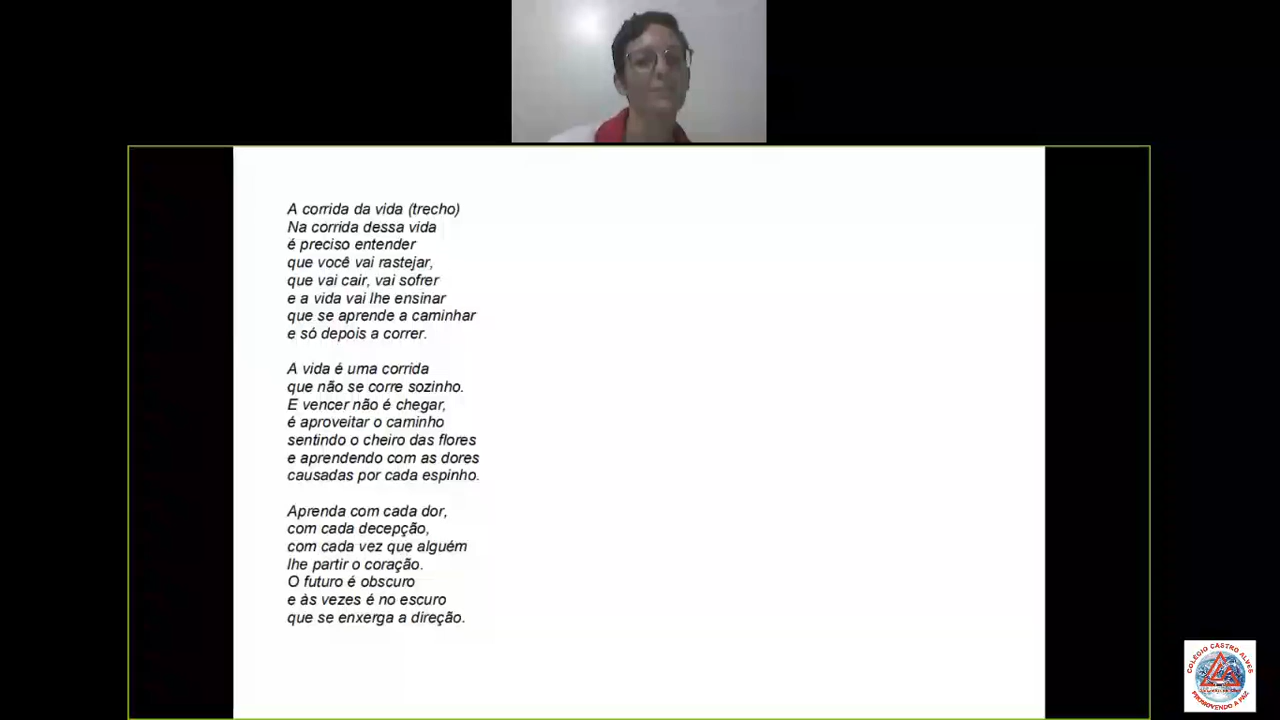 A corrida da vida (trecho)
Na corrida dessa vida
é preciso entender
que você vai rastejar,
que vai cair, vai sofrer
e a vida vai lhe ensinar
que se aprende a caminhar
e só depois a correr.
A vida é uma corrida
que não se corre sozinho.
E vencer não é chegar,
é aproveitar o caminho
sentindo o cheiro das flores
e aprendendo com as dores
causadas por cada espinho.
Aprenda com cada dor,
com cada decepção,
com cada vez que alguém
lhe partir o coração.
O futuro é obscuro
e às vezes é no escuro
que se enxerga a direção.
COLÉGIO CASTRO ALVES
PROMOVENDO A PAZ